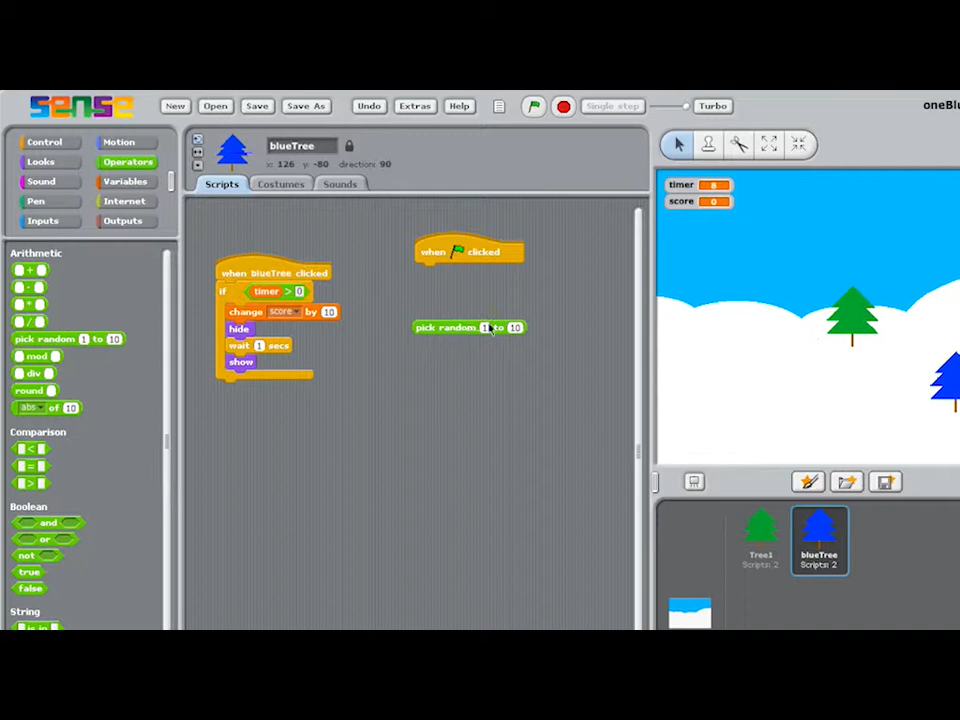 sense New Open Save Save As Undo Extras Help Single step Turbo oneBlu
Control Motion
Looks Operators
Sound Variables
Pen Internet
Inputs Outputs
blueTree
x: 126 y: -80 direction: 90
Scripts Costumes Sounds
Arithmetic
+
-
*
/
pick random 1 to 10
mod
div
round
abs of 10
Comparison
<
=
>
Boolean
and
or
not
true
false
String
is in
when blueTree clicked
if timer > 0
change score by 10
hide
wait 1 secs
show
when clicked
pick random 1 to 10
timer 8
score 0
Tree1
Scripts: 2
blueTree
Scripts: 2